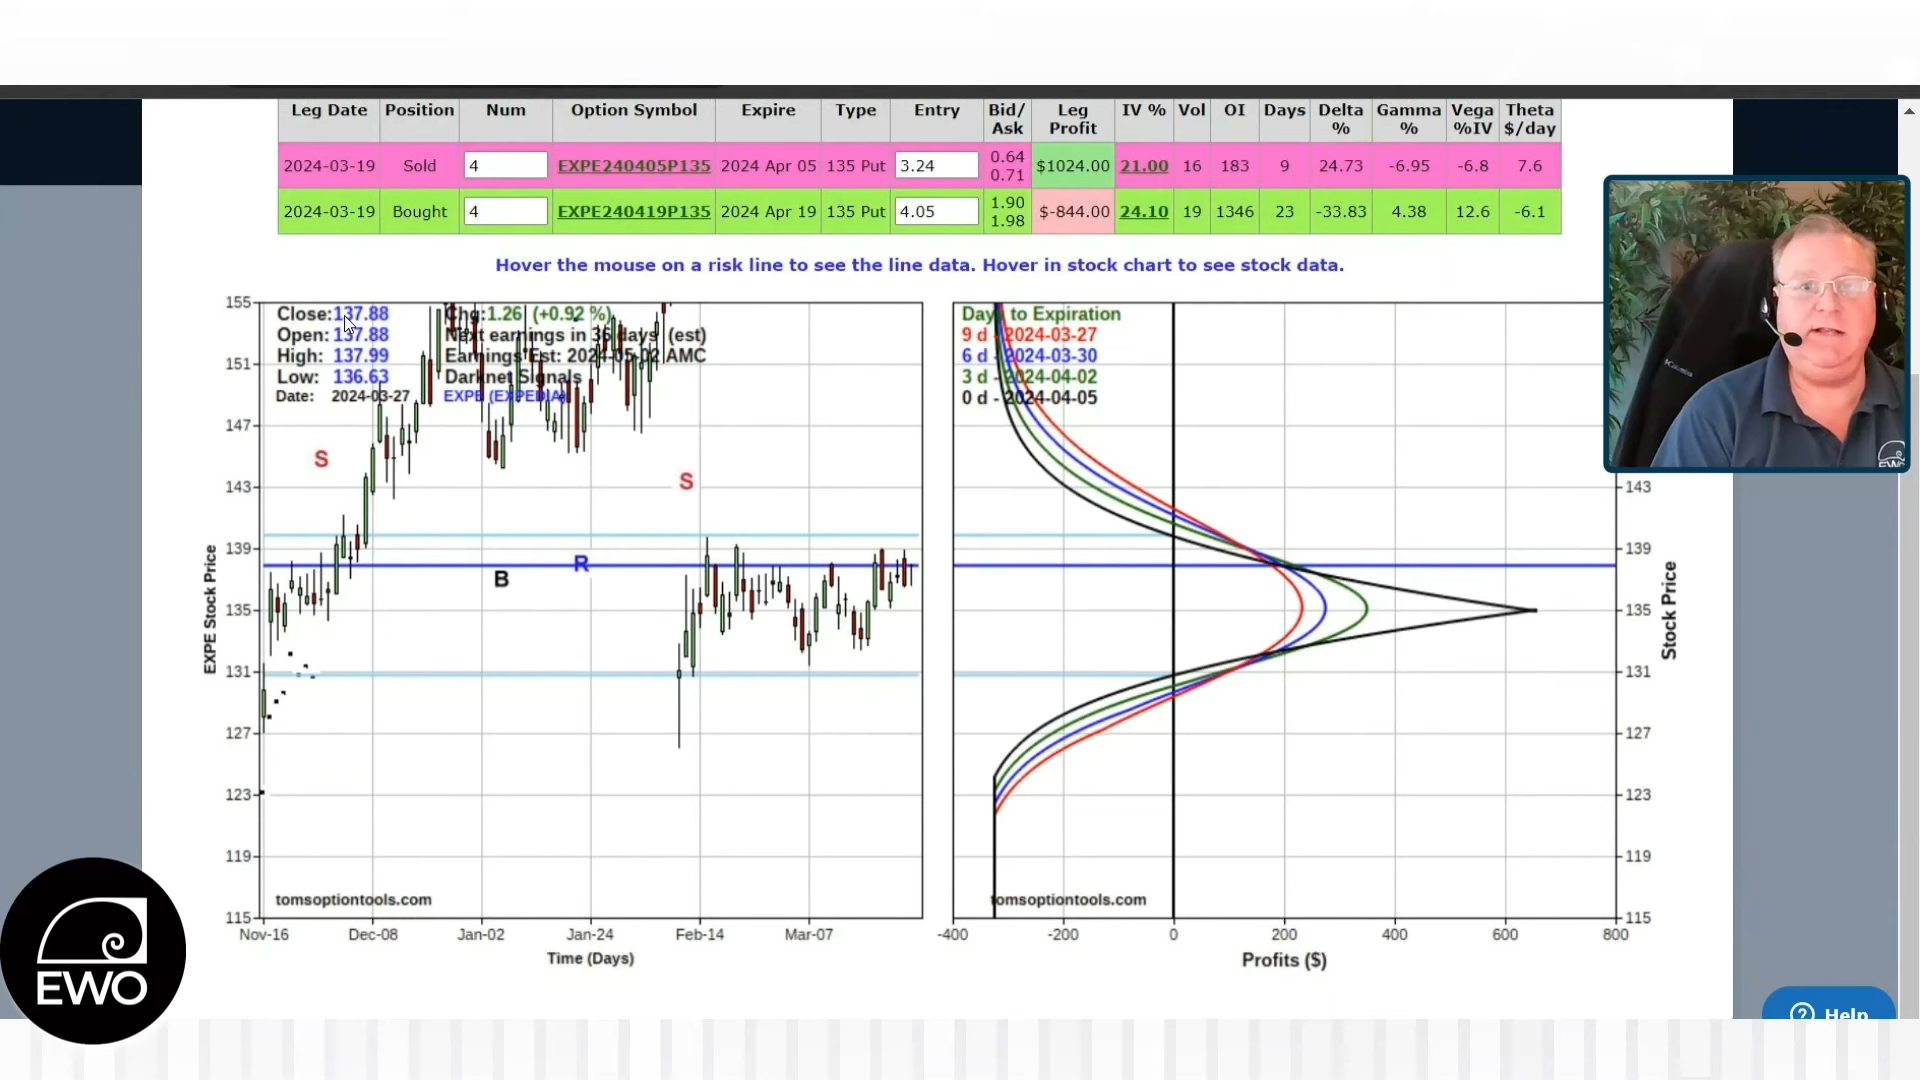 Leg Date Position Num Option Symbol Expire Type Entry Bid/ Ask Leg Profit IV % Vol OI Days Delta % Gamma % Vega %IV Theta $/day
2024-03-19 Sold 4 EXPE240405P135 2024 Apr 05 135 Put 3.24 0.64 0.71 $1024.00 21.00 16 183 9 24.73 -6.95 -6.8 7.6
2024-03-19 Bought 4 EXPE240419P135 2024 Apr 19 135 Put 4.05 1.90 1.98 $-844.00 24.10 19 1346 23 -33.83 4.38 12.6 -6.1
Hover the mouse on a risk line to see the line data. Hover in stock chart to see stock data.
Close:137.88 Chg:1.26 (+0.92 %)
Open: 137.88 Next earnings in 36 days (est)
High: 137.99 Earnings Est: 2024-05-02 AMC
Low: 136.63 Darknet Signals
Date: 2024-03-27 EXPE (EXPEDIA)
Days to Expiration
9 d - 2024-03-27
6 d - 2024-03-30
3 d - 2024-04-02
0 d - 2024-04-05
155
151
147
143
139
135
131
127
123
119
115
EXPE Stock Price
S
S
R
B
tomsoptiontools.com
Nov-16 Dec-08 Jan-02 Jan-24 Feb-14 Mar-07
Time (Days)
tomsoptiontools.com
-400 -200 0 200 400 600 800
Profits ($)
143
139
135
131
127
123
119
115
Stock Price
Columbia
EWO
EWO
Help